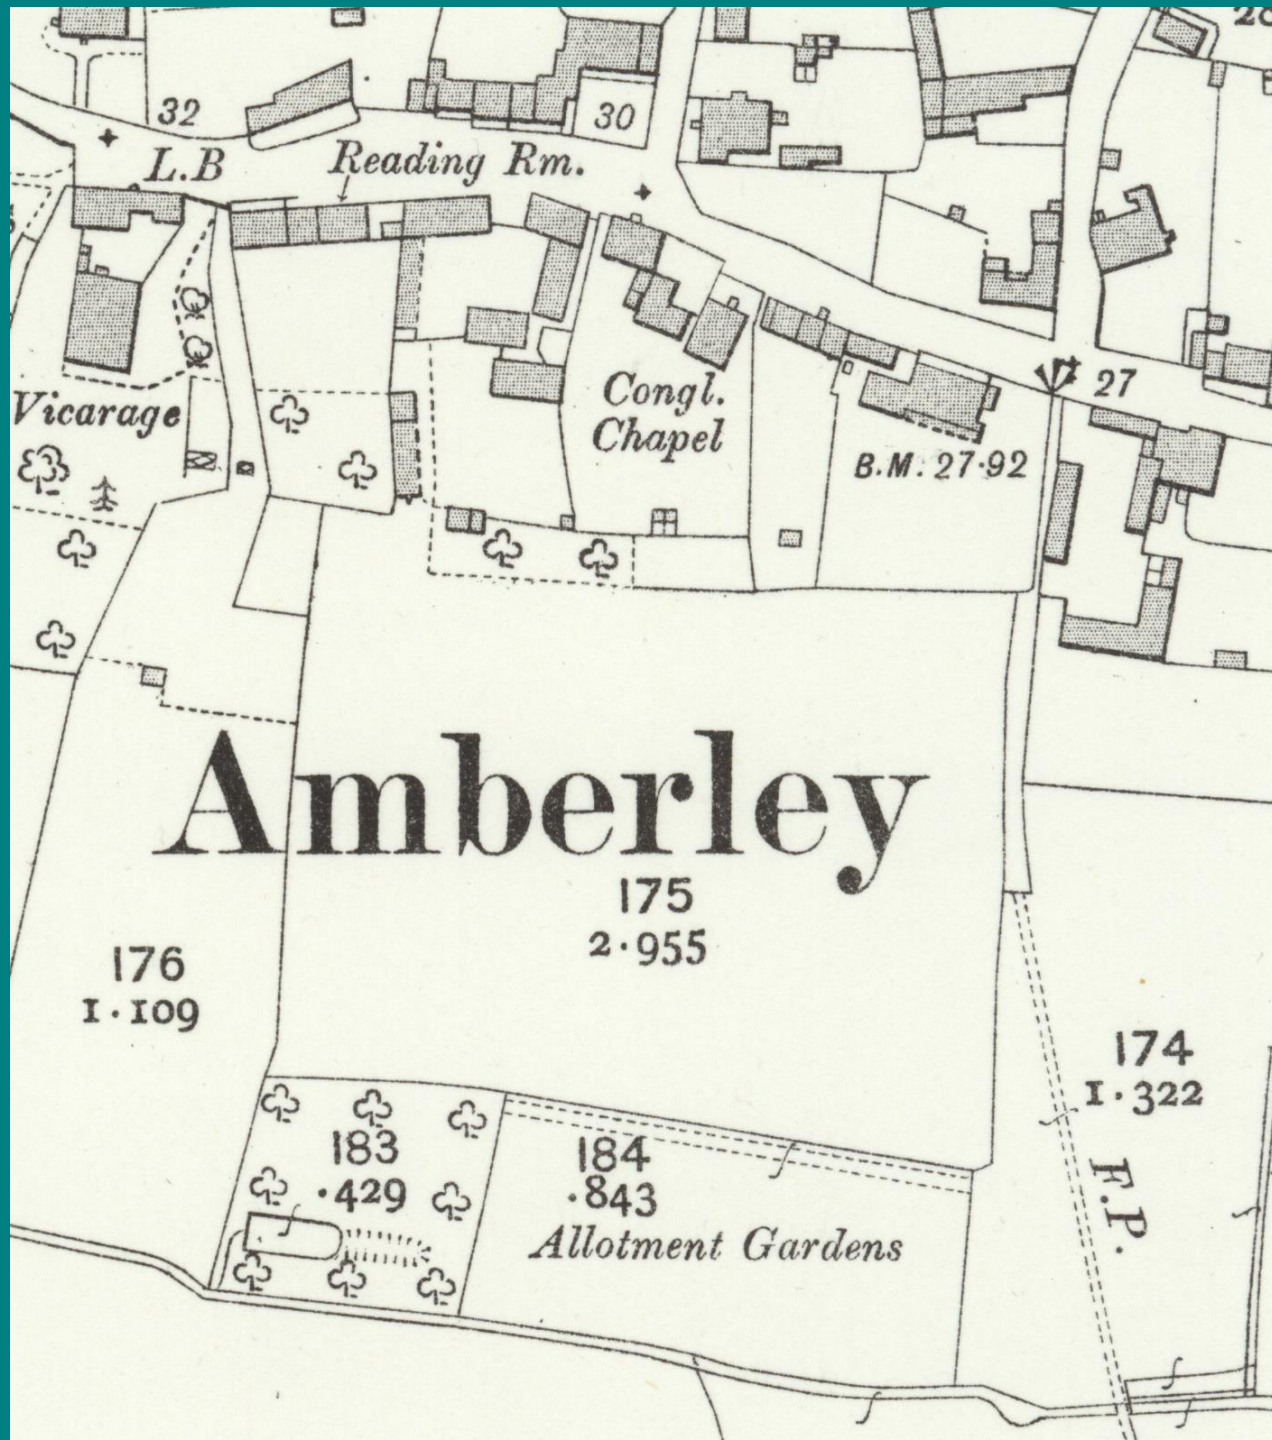 32
L.B
Reading Rm.
30
27
Vicarage
Congl.
Chapel
B.M. 27·92
Amberley
175
2·955
176
1·109
174
1·322
F.P.
183
·429
184
·843
Allotment Gardens